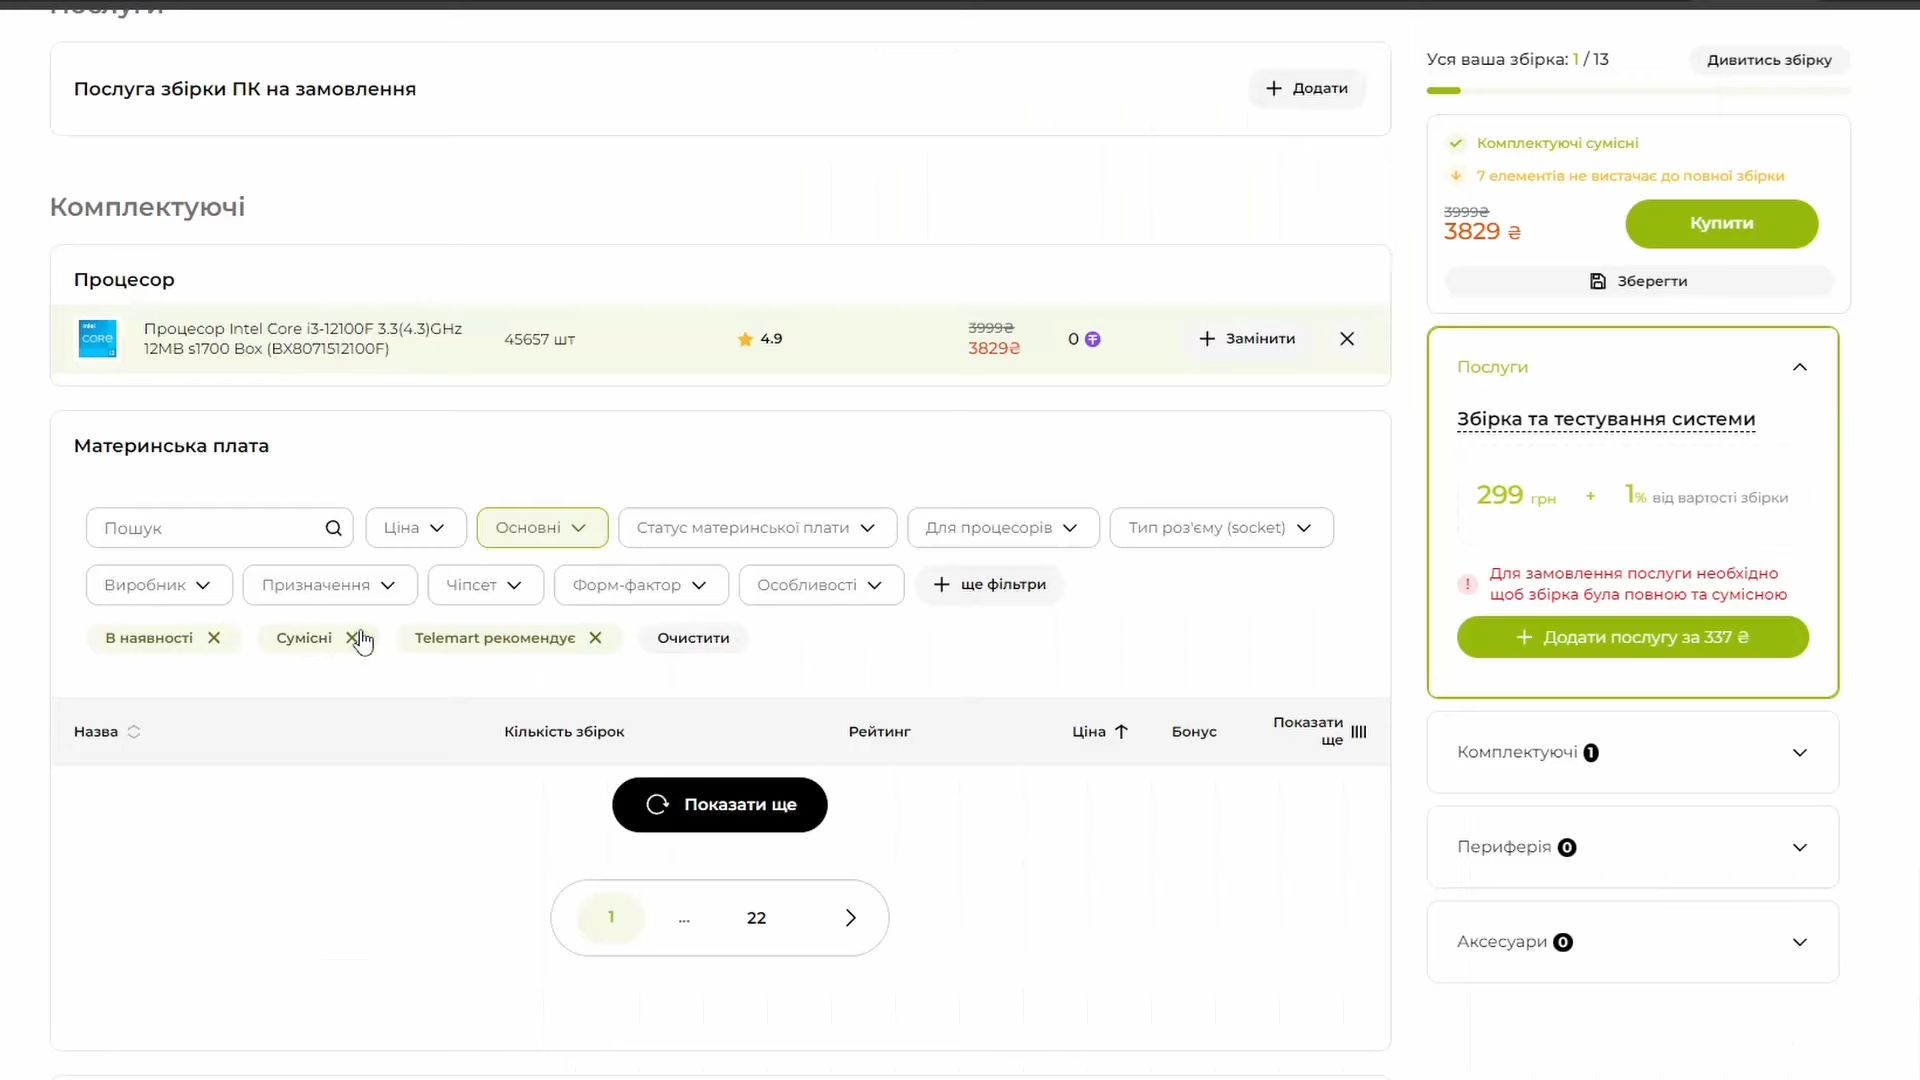 Послуги
Послуга збірки ПК на замовлення
Додати
Комплектуючі
Процесор
intel
CORE
i3
Процесор Intel Core i3-12100F 3.3(4.3)GHz
12MB s1700 Box (BX8071512100F)
45657 шт
4.9
3999₴
3829₴
0
Замінити
Материнська плата
Пошук
Ціна
Основні
Статус материнської плати
Для процесорів
Тип роз'єму (socket)
Виробник
Призначення
Чіпсет
Форм-фактор
Особливості
ще фільтри
В наявності
Сумісні
Telemart рекомендує
Очистити
Назва
Кількість збірок
Рейтинг
Ціна
Бонус
Показати
ще
Показати ще
1
...
22
Уся ваша збірка: 1 / 13
Дивитись збірку
Комплектуючі сумісні
7 елементів не вистачає до повної збірки
3999₴
3829 ₴
Купити
Зберегти
Послуги
Збірка та тестування системи
299 грн + 1% від вартості збірки
! Для замовлення послуги необхідно
щоб збірка була повною та сумісною
Додати послугу за 337 ₴
Комплектуючі 1
Периферія 0
Аксесуари 0